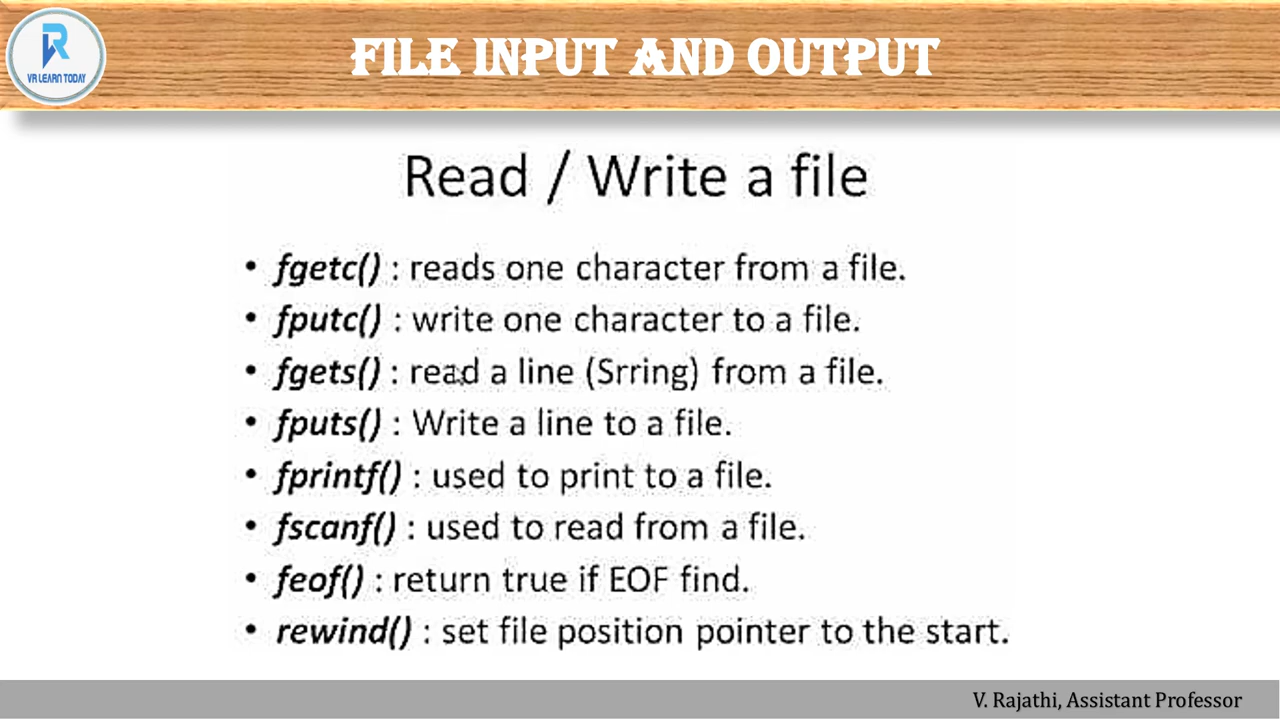 VR LEARN TODAY
FILE INPUT AND OUTPUT
Read / Write a file
• fgetc() : reads one character from a file.
• fputc() : write one character to a file.
• fgets() : read a line (Srring) from a file.
• fputs() : Write a line to a file.
• fprintf() : used to print to a file.
• fscanf() : used to read from a file.
• feof() : return true if EOF find.
• rewind() : set file position pointer to the start.
V. Rajathi, Assistant Professor